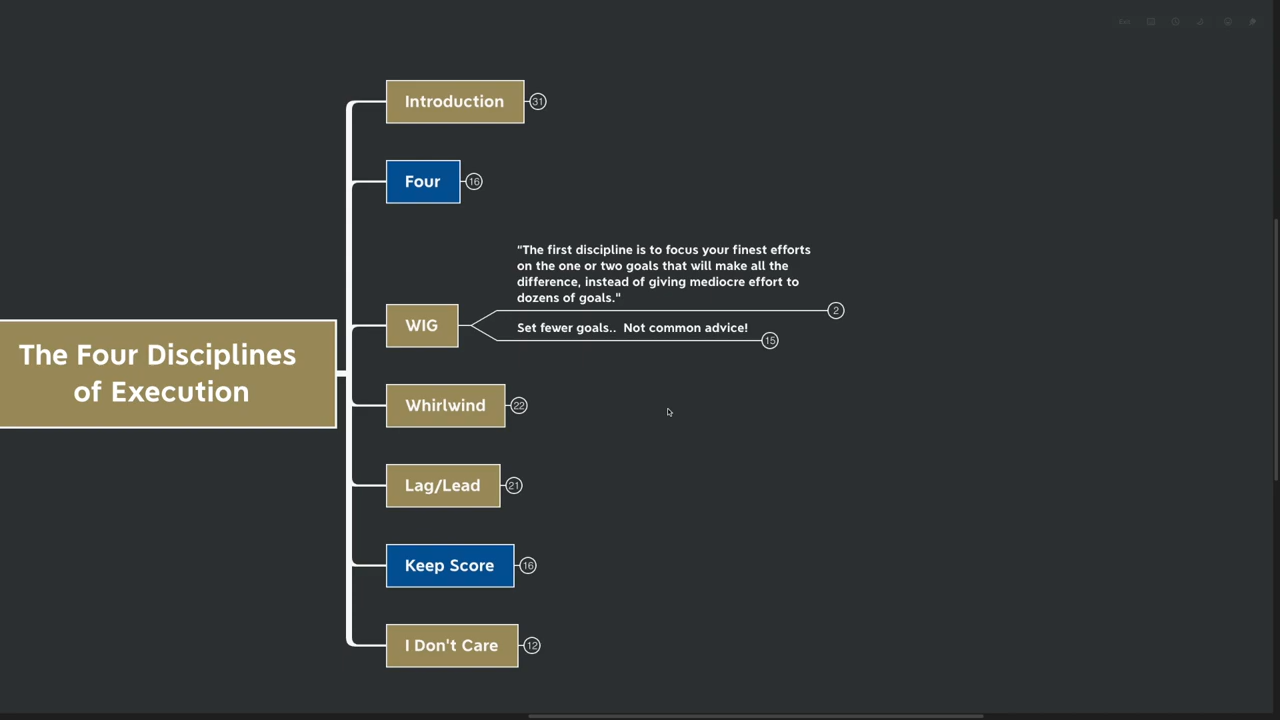 Introduction
31
Four
16
"The first discipline is to focus your finest efforts
on the one or two goals that will make all the
difference, instead of giving mediocre effort to
dozens of goals."
2
WIG
Set fewer goals.. Not common advice!
15
The Four Disciplines
of Execution
Whirlwind
22
Lag/Lead
21
Keep Score
16
I Don't Care
12